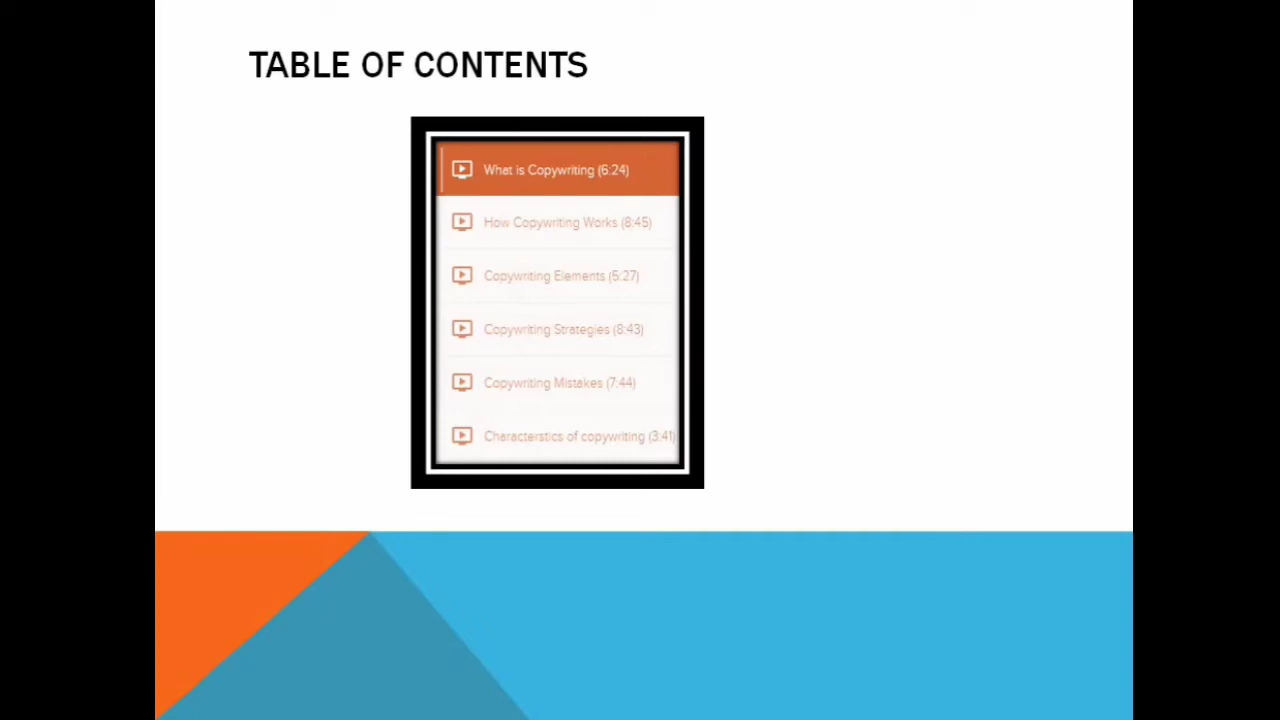 TABLE OF CONTENTS
What is Copywriting (6:24)
How Copywriting Works (8:45)
Copywriting Elements (5:27)
Copywriting Strategies (8:43)
Copywriting Mistakes (7:44)
Characterstics of copywriting (3:41)